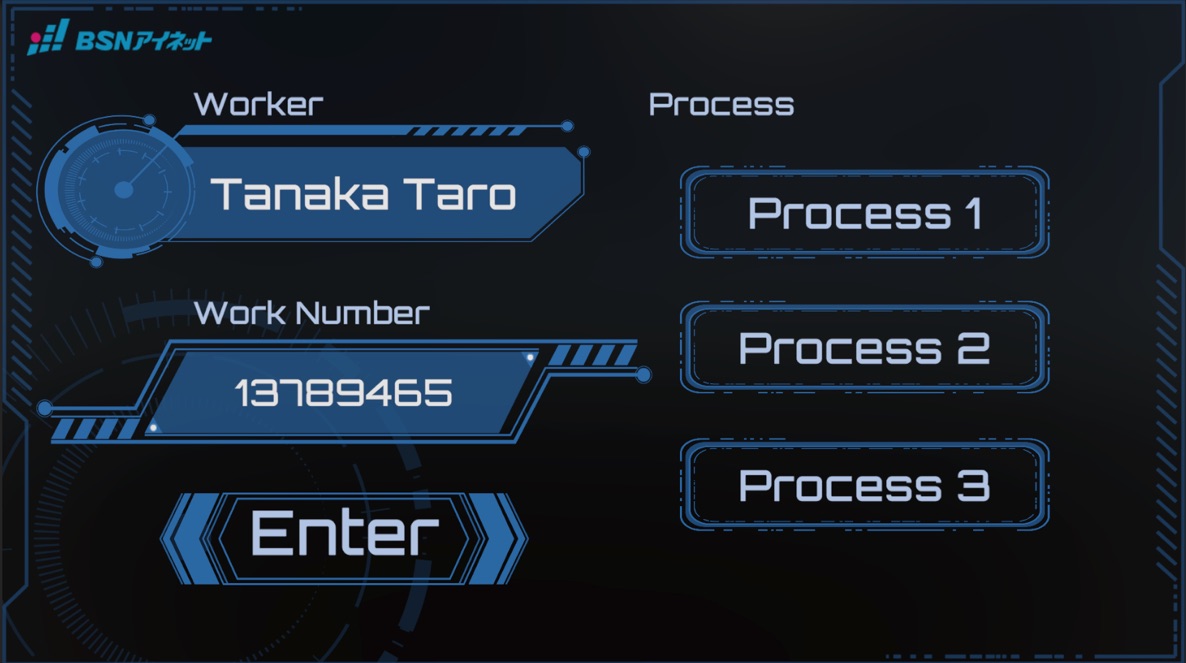 BSNアイネット
Worker
Tanaka Taro
Work Number
13789465
Enter
Process
Process 1
Process 2
Process 3